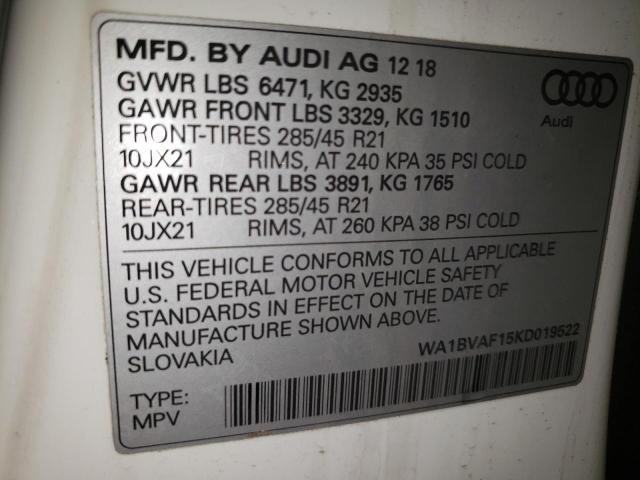 MFD. BY AUDI AG 12 18
GVWR LBS 6471, KG 2935
GAWR FRONT LBS 3329, KG 1510
FRONT-TIRES 285/45 R21
10JX21 RIMS, AT 240 KPA 35 PSI COLD
GAWR REAR LBS 3891, KG 1765
REAR-TIRES 285/45 R21
10JX21 RIMS, AT 260 KPA 38 PSI COLD
Audi
THIS VEHICLE CONFORMS TO ALL APPLICABLE
U.S. FEDERAL MOTOR VEHICLE SAFETY
STANDARDS IN EFFECT ON THE DATE OF
MANUFACTURE SHOWN ABOVE.
SLOVAKIA
WA1BVAF15KD019522
TYPE:
MPV